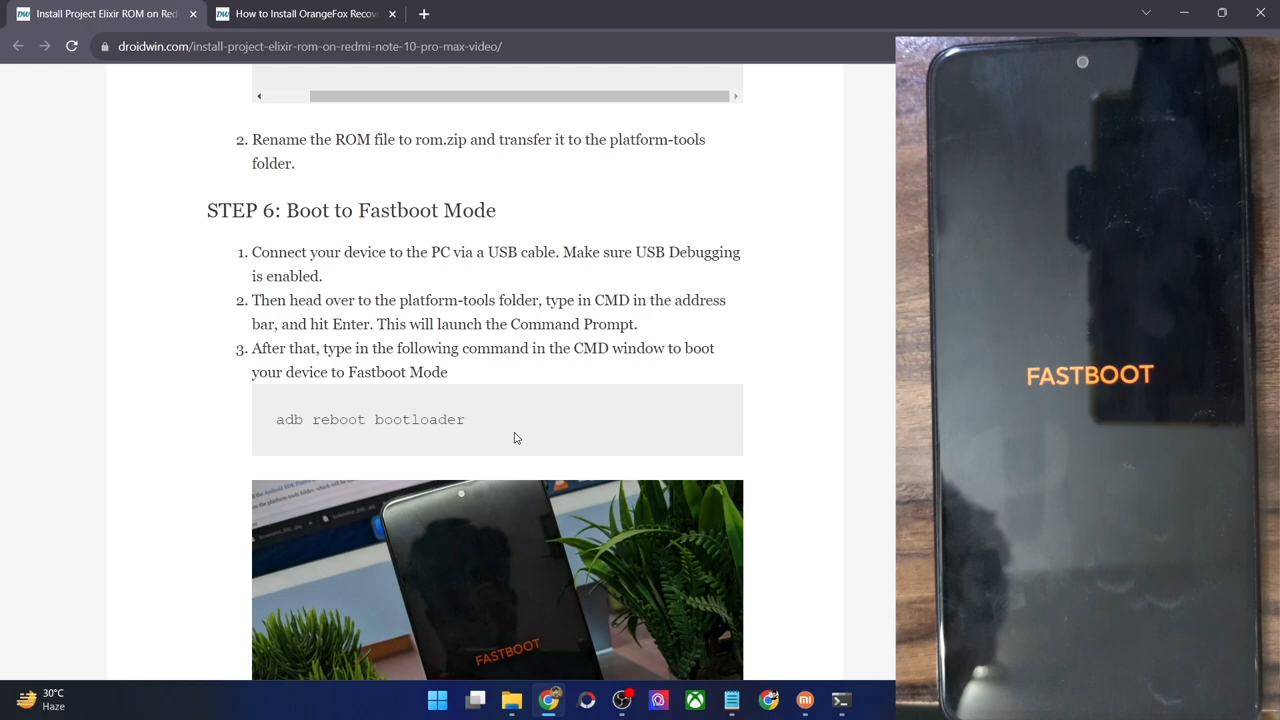 Install Project Elixir ROM on Red
How to Install OrangeFox Recov
droidwin.com/install-project-elixir-rom-on-redmi-note-10-pro-max-video/
2. Rename the ROM file to rom.zip and transfer it to the platform-tools
folder.
STEP 6: Boot to Fastboot Mode
1. Connect your device to the PC via a USB cable. Make sure USB Debugging
is enabled.
2. Then head over to the platform-tools folder, type in CMD in the address
bar, and hit Enter. This will launch the Command Prompt.
3. After that, type in the following command in the CMD window to boot
your device to Fastboot Mode
adb reboot bootloader
FASTBOOT
FASTBOOT
30°C
Haze